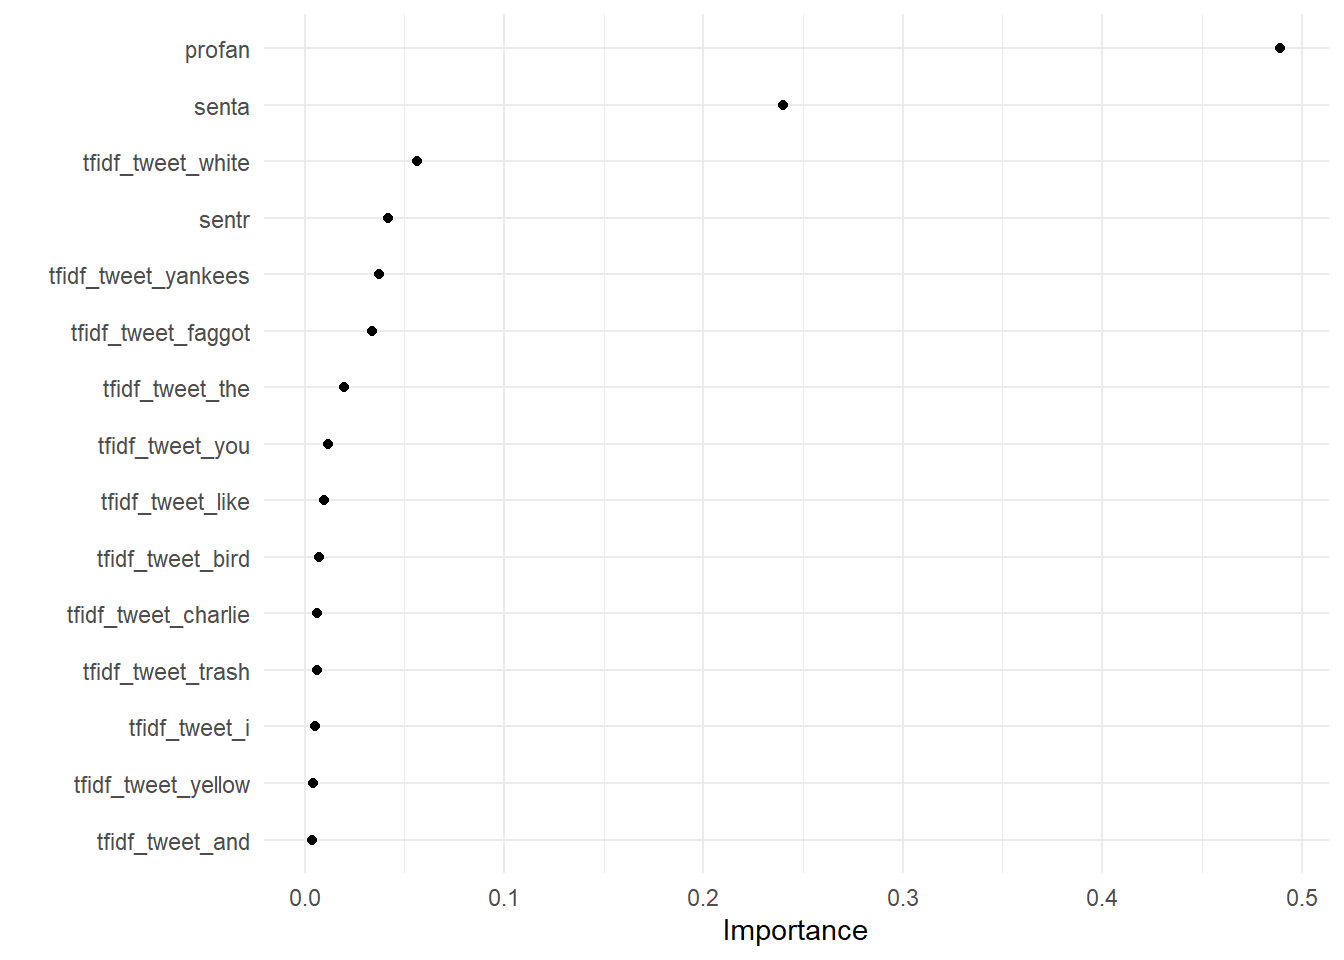 profan
senta
tfidf_tweet_white
sentr
tfidf_tweet_yankees
tfidf_tweet_faggot
tfidf_tweet_the
tfidf_tweet_you
tfidf_tweet_like
tfidf_tweet_bird
tfidf_tweet_charlie
tfidf_tweet_trash
tfidf_tweet_i
tfidf_tweet_yellow
tfidf_tweet_and
0.0 0.1 0.2 0.3 0.4 0.5
Importance